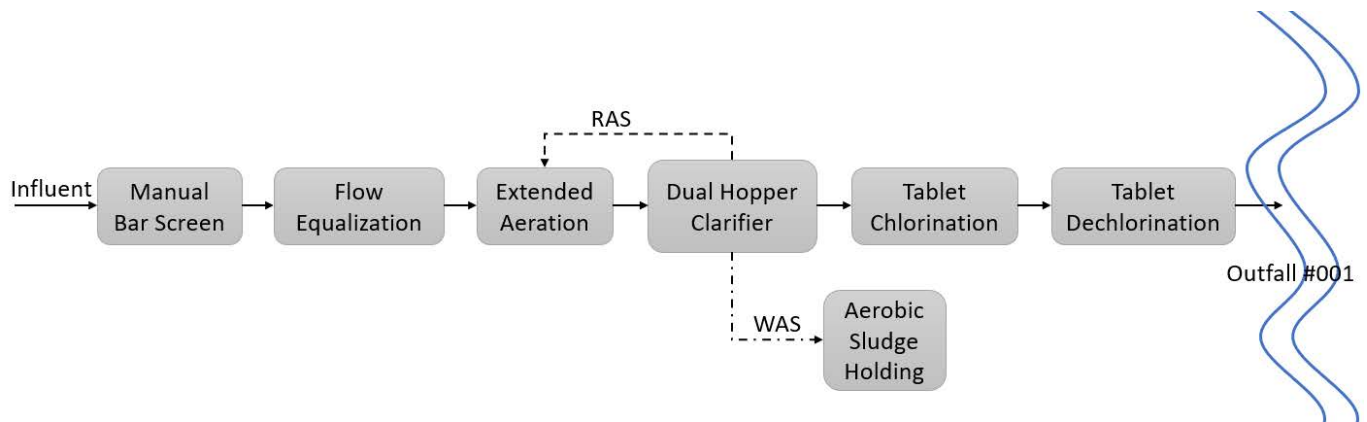 RAS
Influent
Manual
Bar Screen
Flow
Equalization
Extended
Aeration
Dual Hopper
Clarifier
Tablet
Chlorination
Tablet
Dechlorination
Outfall #001
WAS
Aerobic
Sludge
Holding